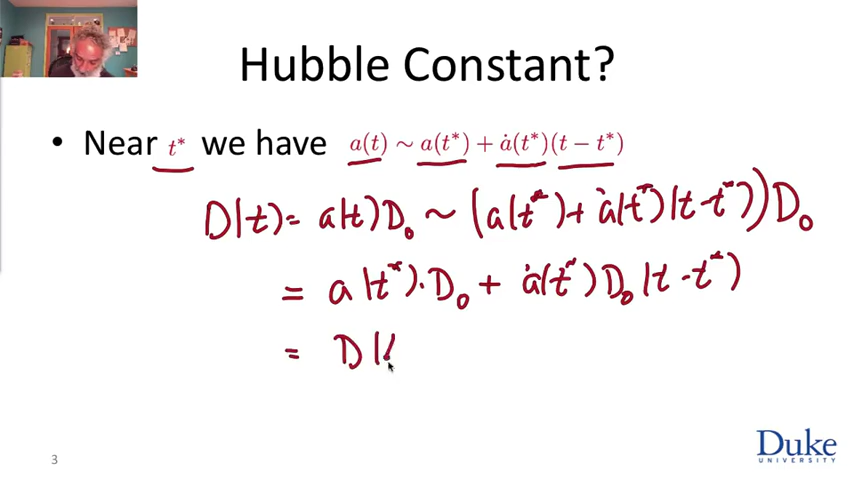 Hubble Constant?
• Near t* we have a(t) ∼ a(t*) + ȧ(t*)(t − t*)
D(t) = a(t)D₀ ~ (a(t*) + ȧ(t*)(t-t*))D₀
= a(t*)·D₀ + ȧ(t*)D₀(t-t*)
= D(
3
Duke
UNIVERSITY